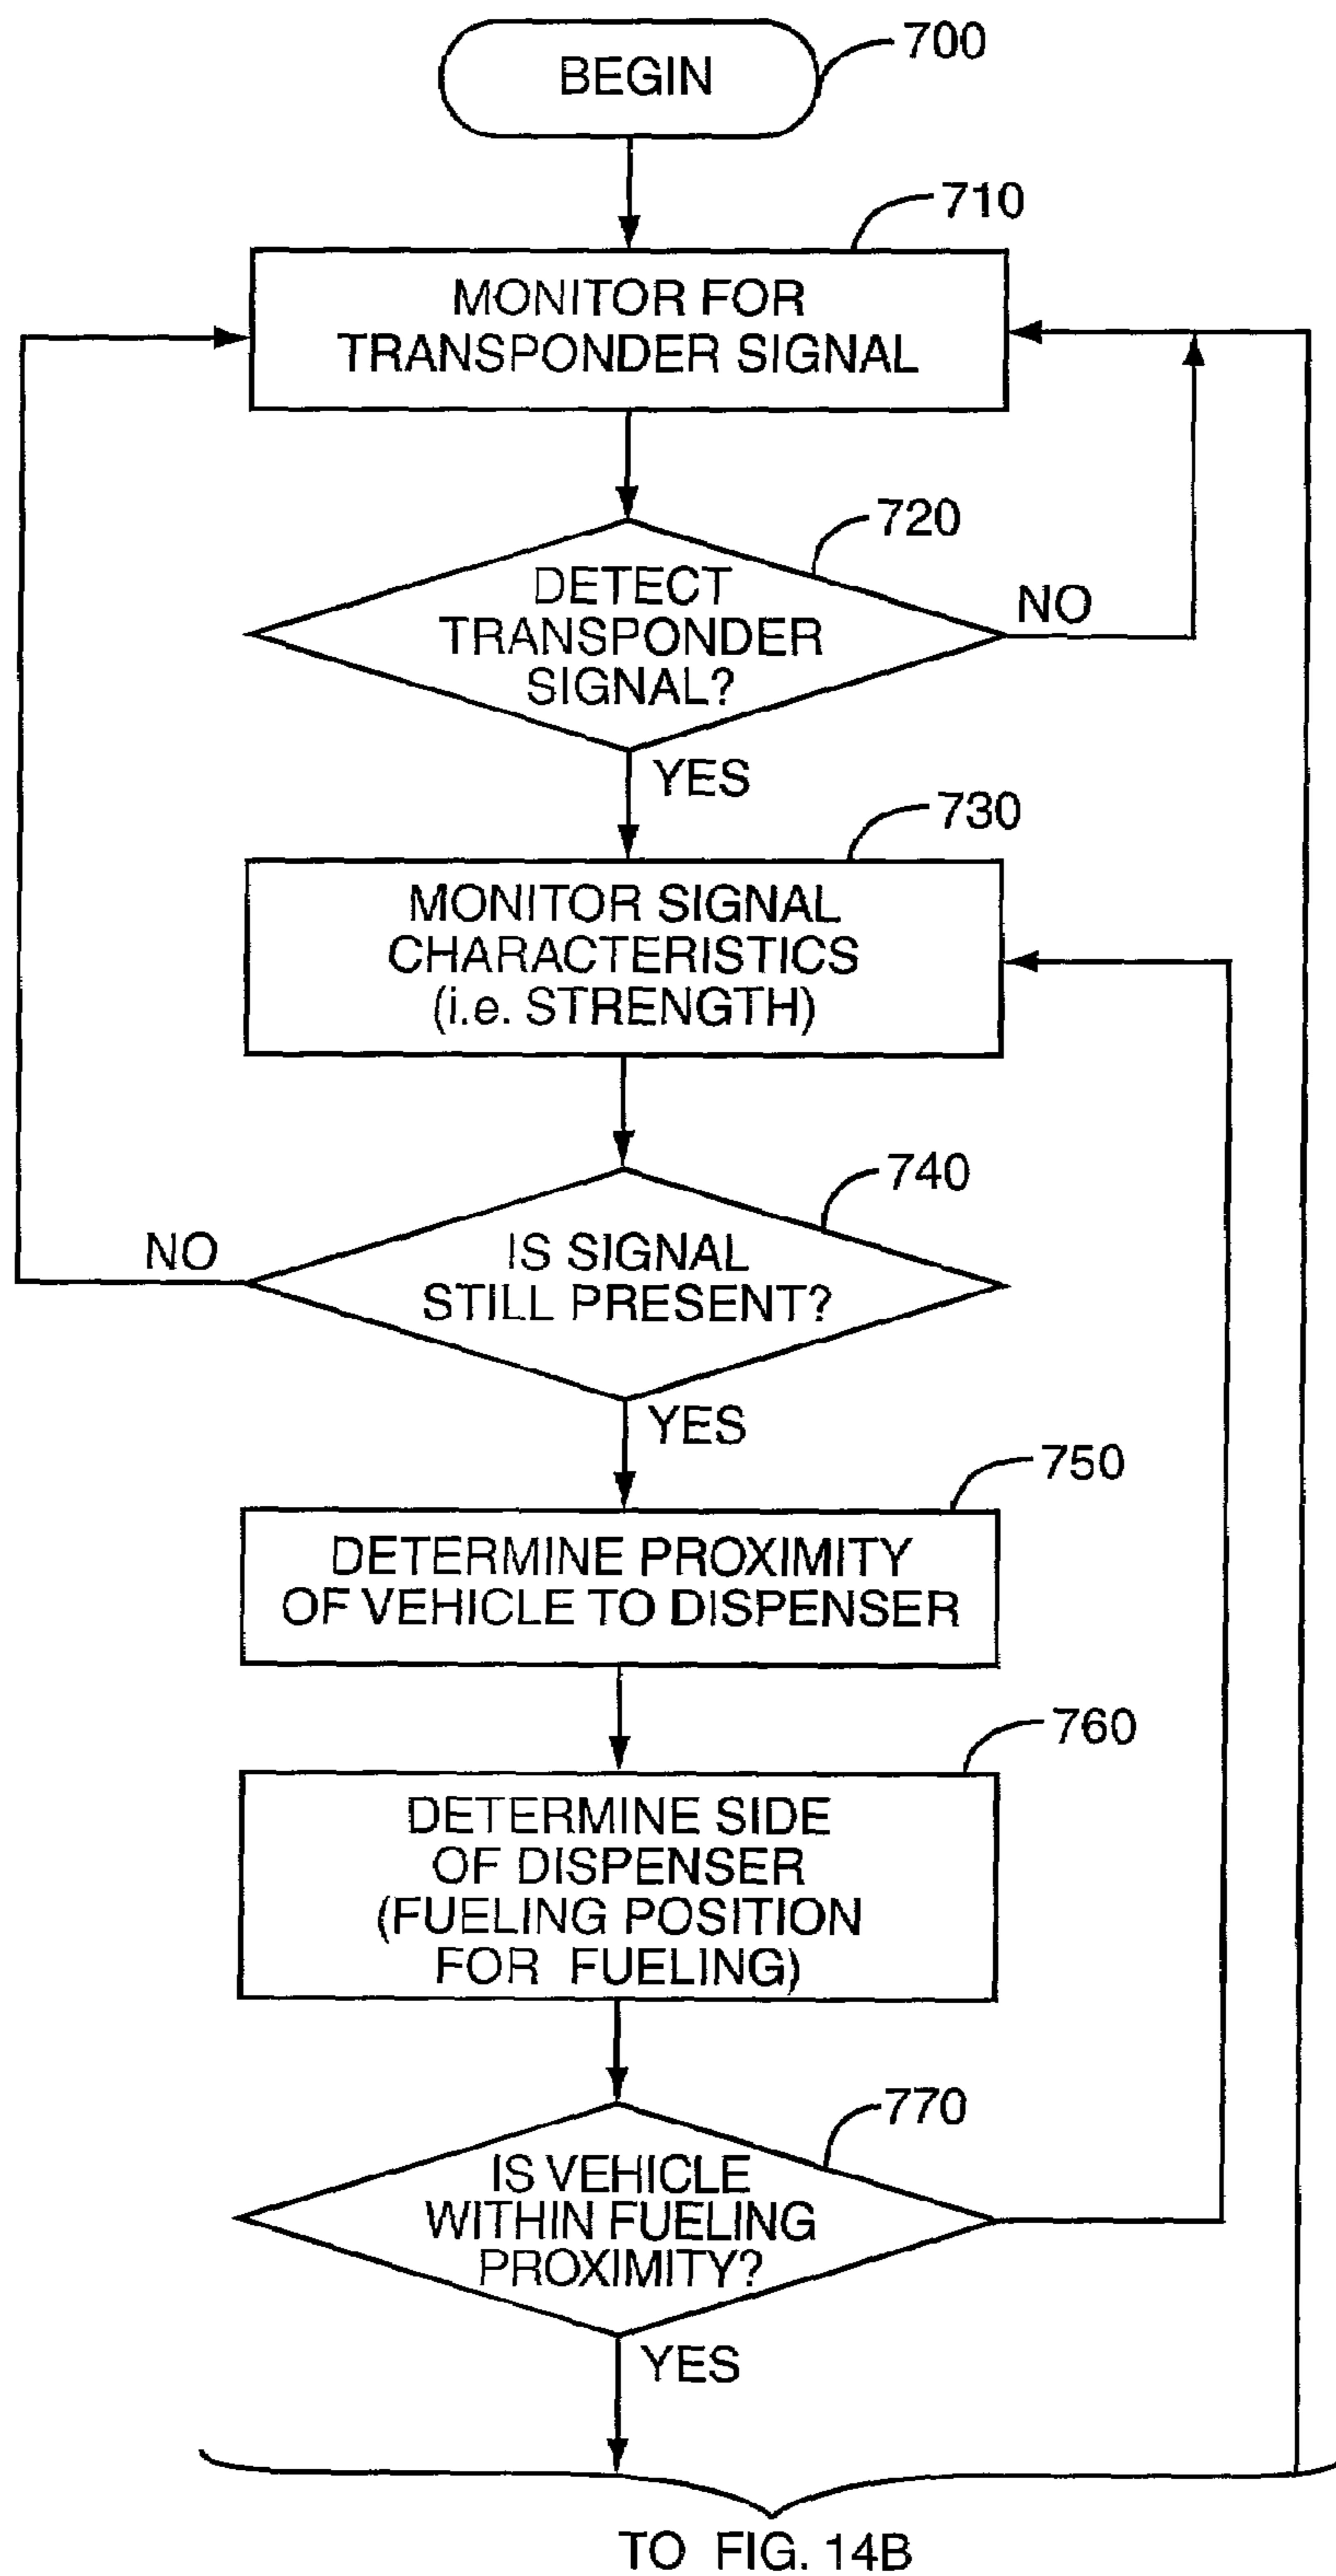 BEGIN
700
710
MONITOR FOR
TRANSPONDER SIGNAL
720
DETECT
TRANSPONDER
SIGNAL?
NO
YES
730
MONITOR SIGNAL
CHARACTERISTICS
(i.e. STRENGTH)
740
IS SIGNAL
STILL PRESENT?
NO
YES
750
DETERMINE PROXIMITY
OF VEHICLE TO DISPENSER
760
DETERMINE SIDE
OF DISPENSER
(FUELING POSITION
FOR FUELING)
770
IS VEHICLE
WITHIN FUELING
PROXIMITY?
YES
TO FIG. 14B